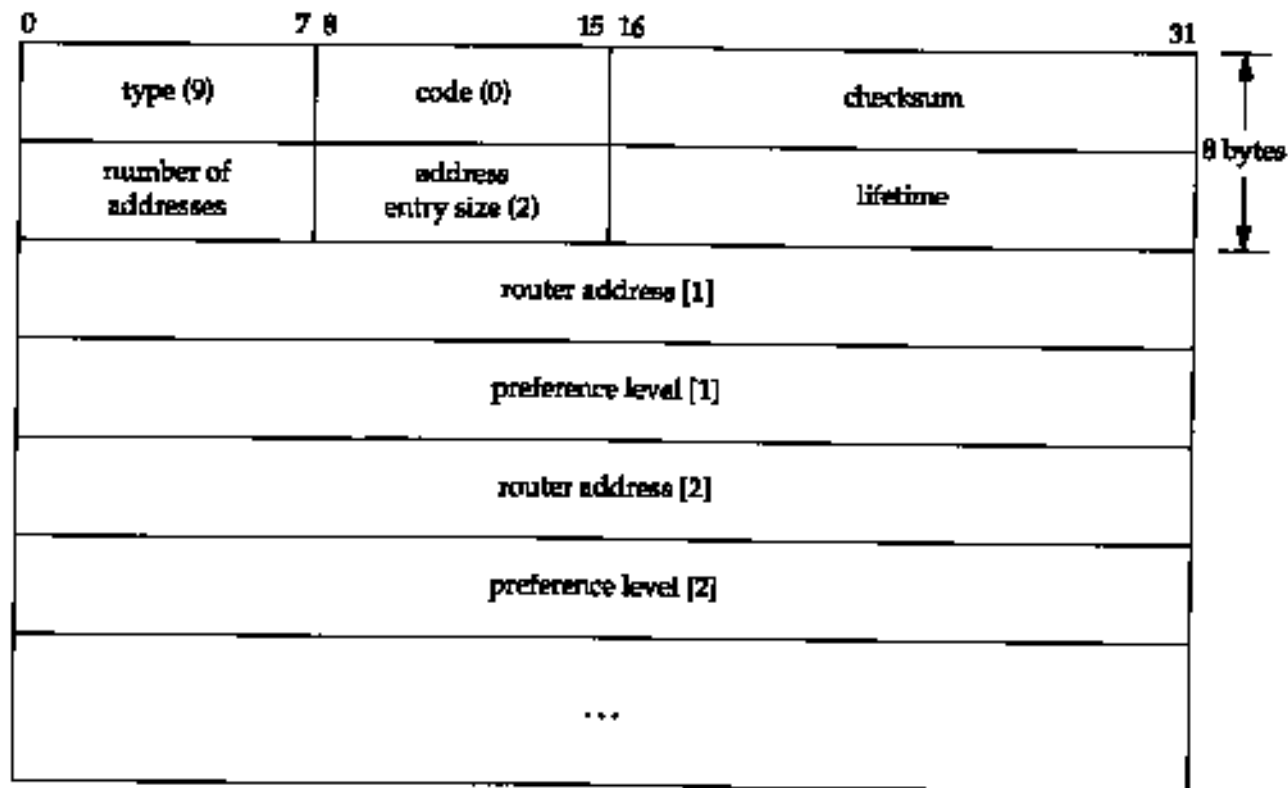 0 7 8 15 16 31
type (9) code (0) checksum
8 bytes
number of addresses
address entry size (2)
lifetime
router address [1]
preference level [1]
router address [2]
preference level [2]
...